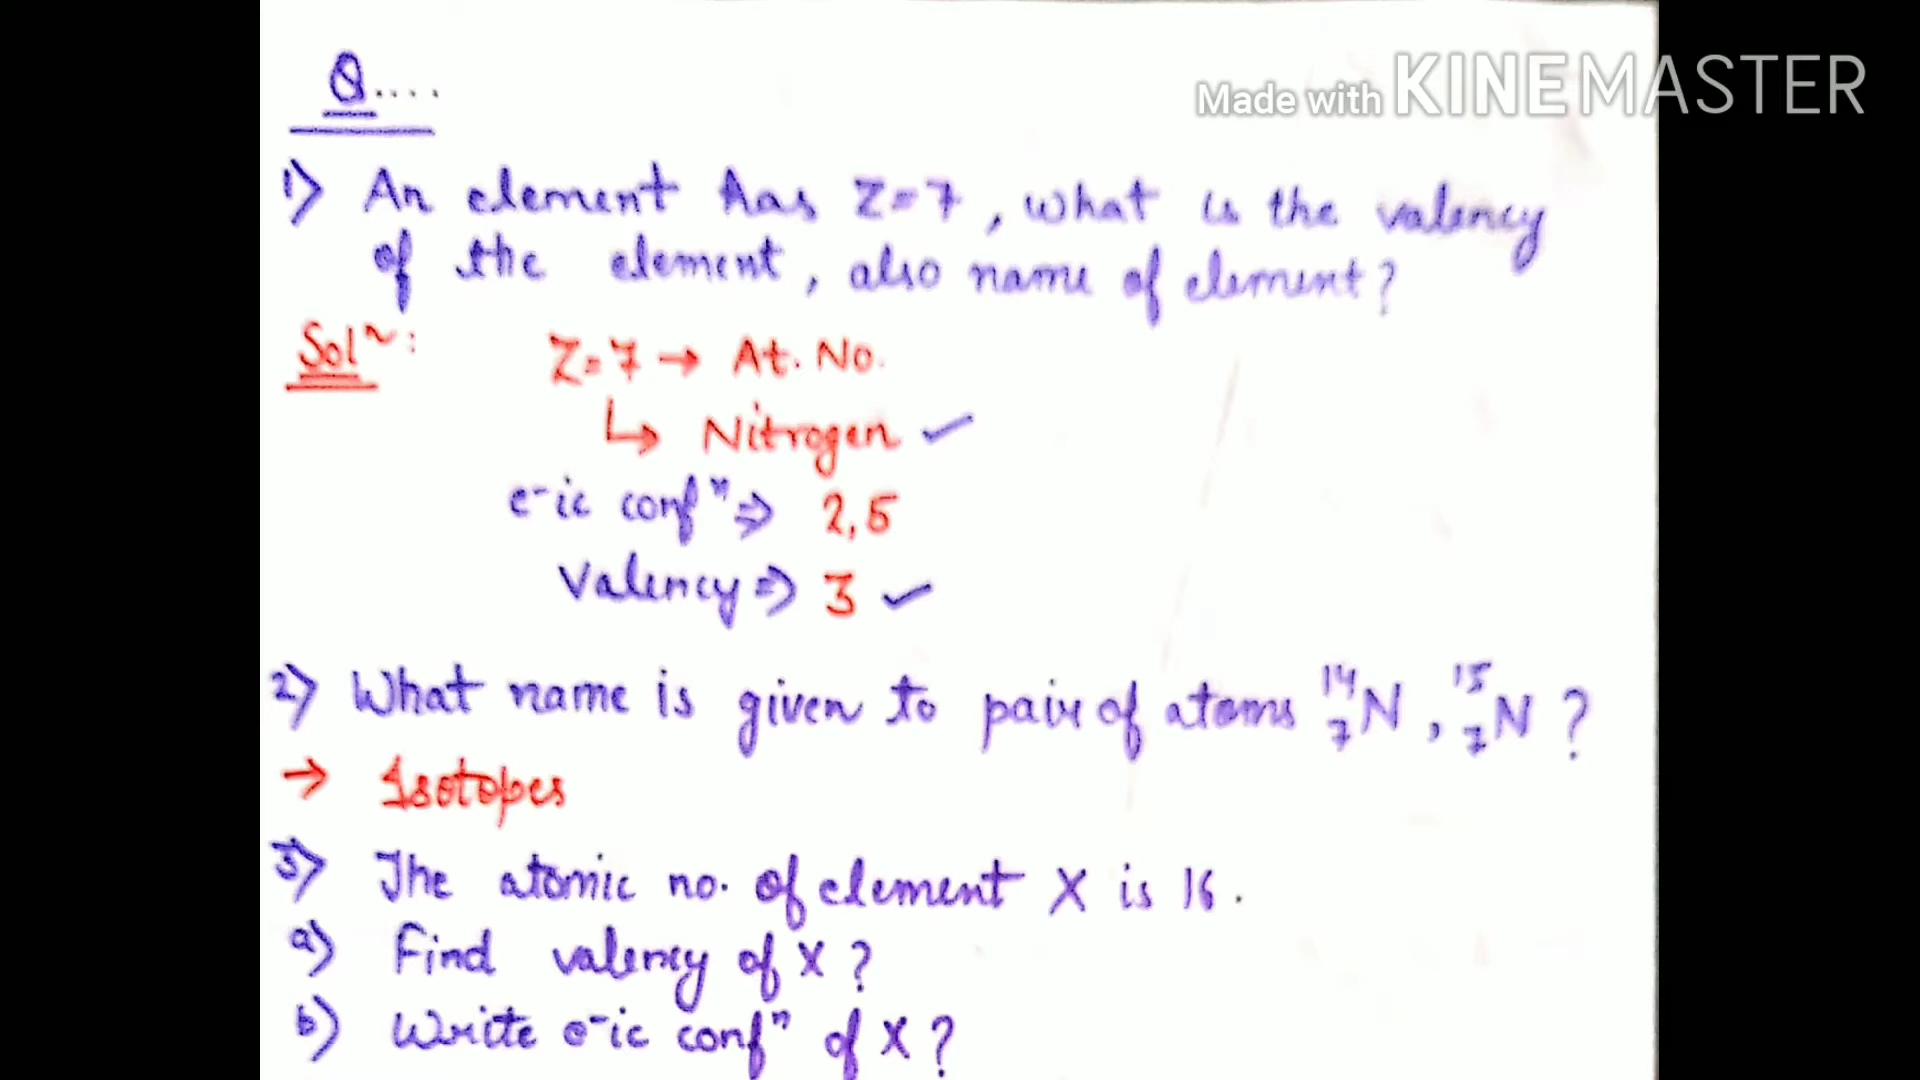 Q....
Made with KINEMASTER
1) An element has Z=7, what is the valency
of the element, also name of element?
Solⁿ:
Z=7 → At. No.
↳ Nitrogen ✓
e⁻ic confⁿ ⇒ 2,5
Valency ⇒ 3 ✓
2) What name is given to pair of atoms ¹⁴₇N, ¹⁵₇N ?
→ Isotopes
3) The atomic no. of element X is 16.
a) Find valency of X ?
b) Write e⁻ic confⁿ of X ?